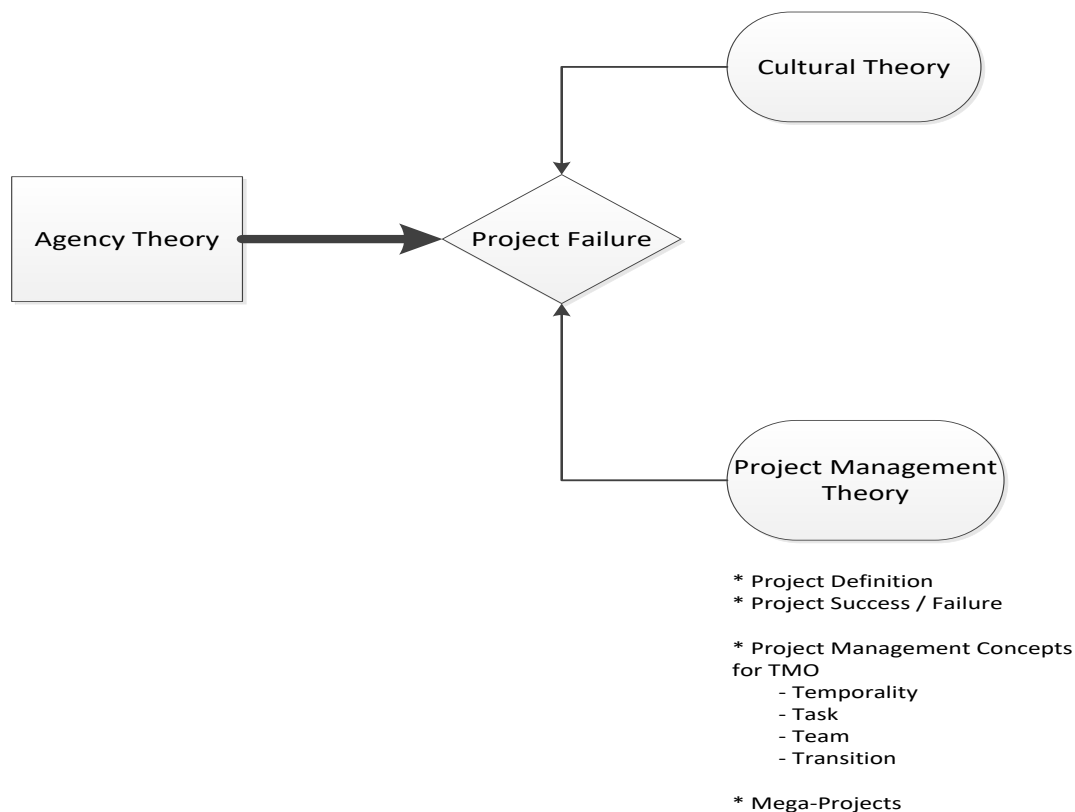 Cultural Theory
Agency Theory
Project Failure
Project Management
Theory
* Project Definition
* Project Success / Failure
* Project Management Concepts
for TMO
- Temporality
- Task
- Team
- Transition
* Mega-Projects